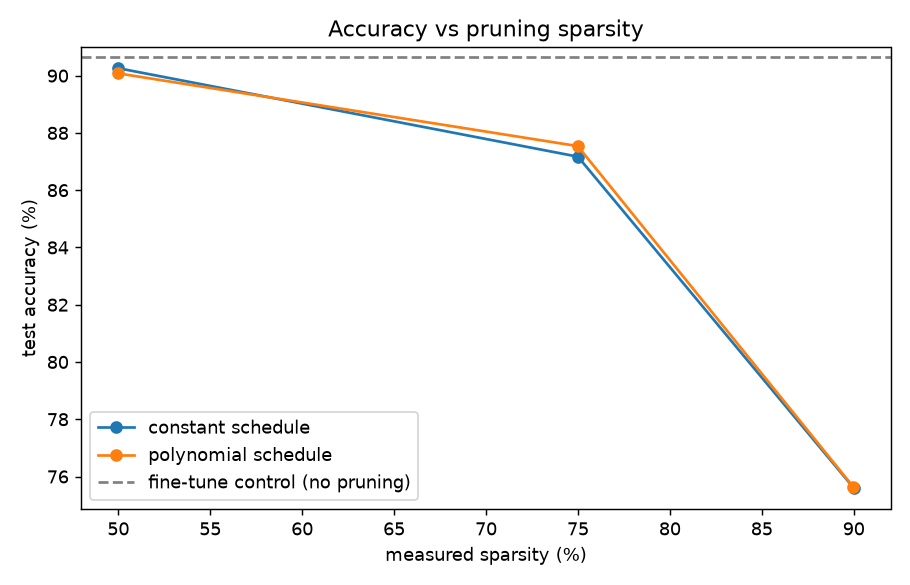 Accuracy vs pruning sparsity
test accuracy (%)
90
88
86
84
82
80
78
76
constant schedule
polynomial schedule
fine-tune control (no pruning)
50 55 60 65 70 75 80 85 90
measured sparsity (%)